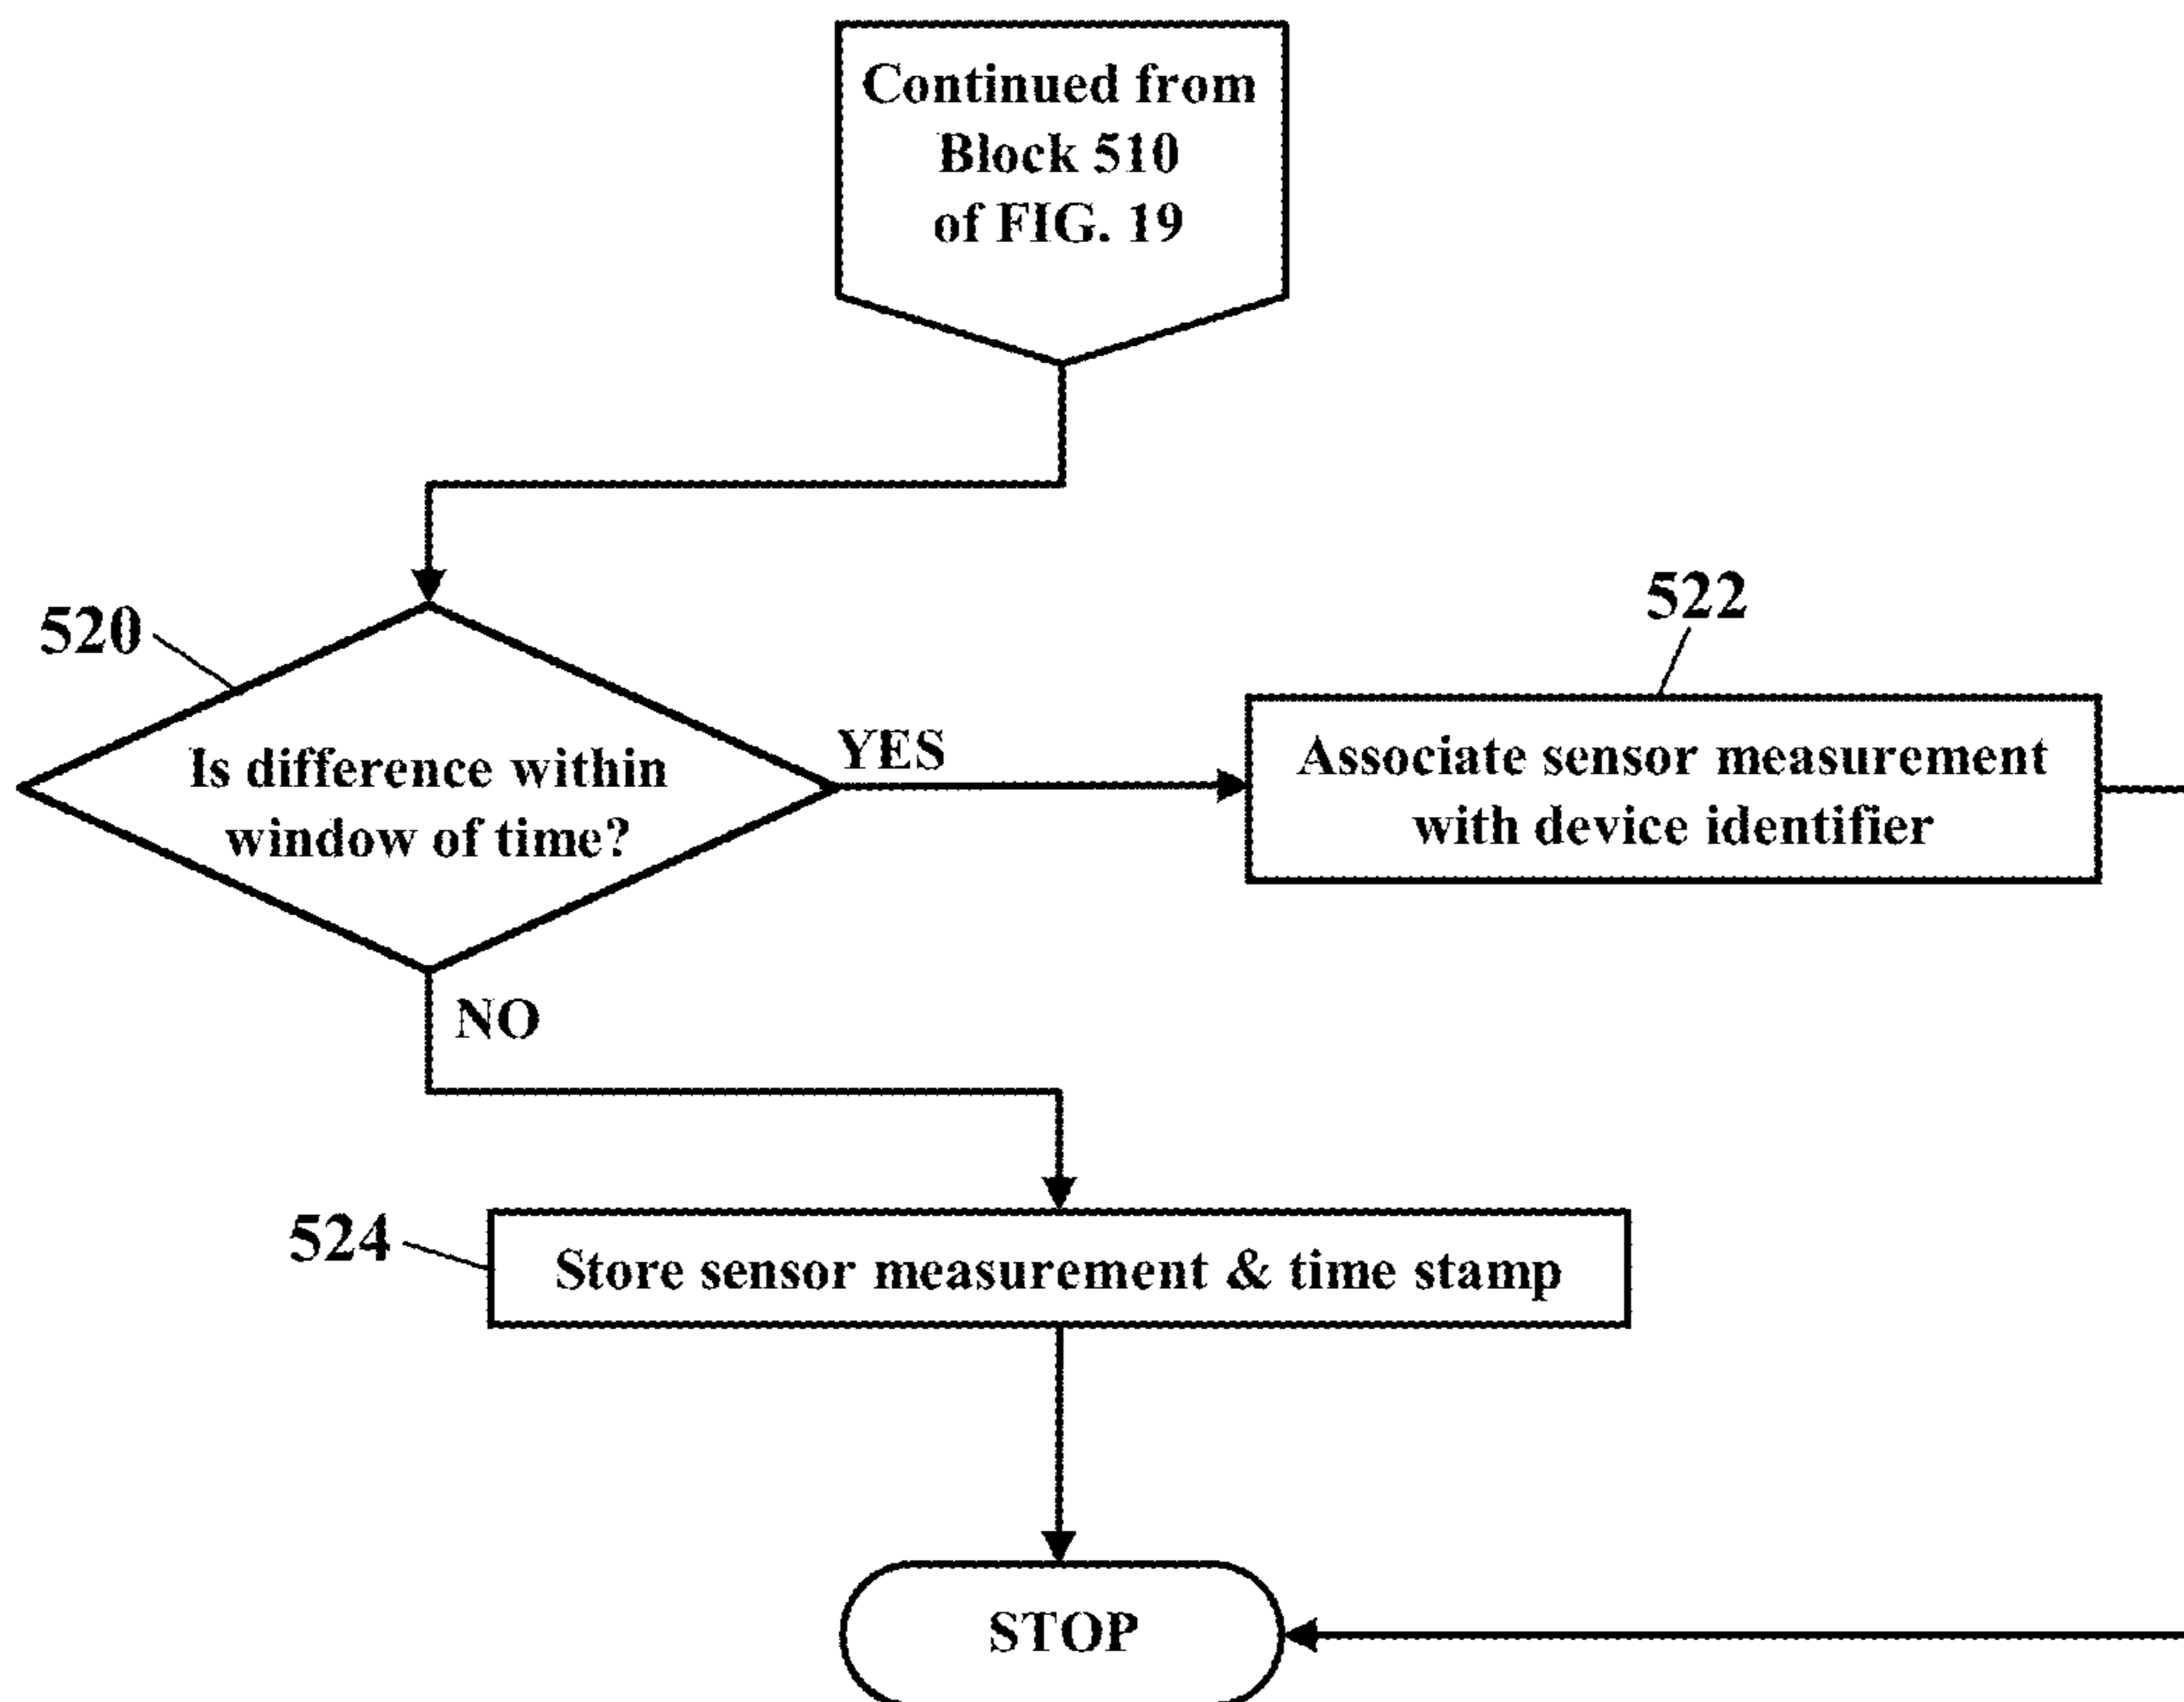 Continued from
Block 510
of FIG. 19
520
Is difference within
window of time?
YES
522
Associate sensor measurement
with device identifier
NO
524
Store sensor measurement & time stamp
STOP